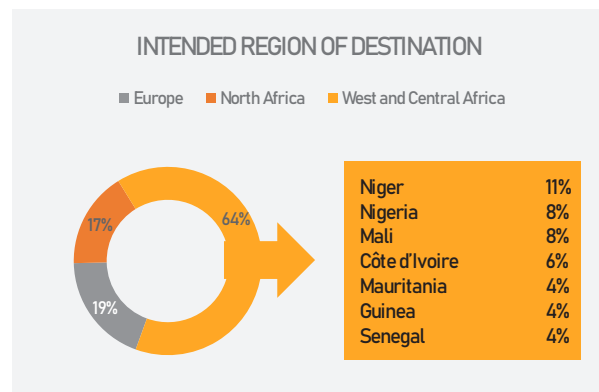 INTENDED REGION OF DESTINATION
Europe North Africa West and Central Africa
64%
17%
19%
Niger 11%
Nigeria 8%
Mali 8%
Côte d'Ivoire 6%
Mauritania 4%
Guinea 4%
Senegal 4%